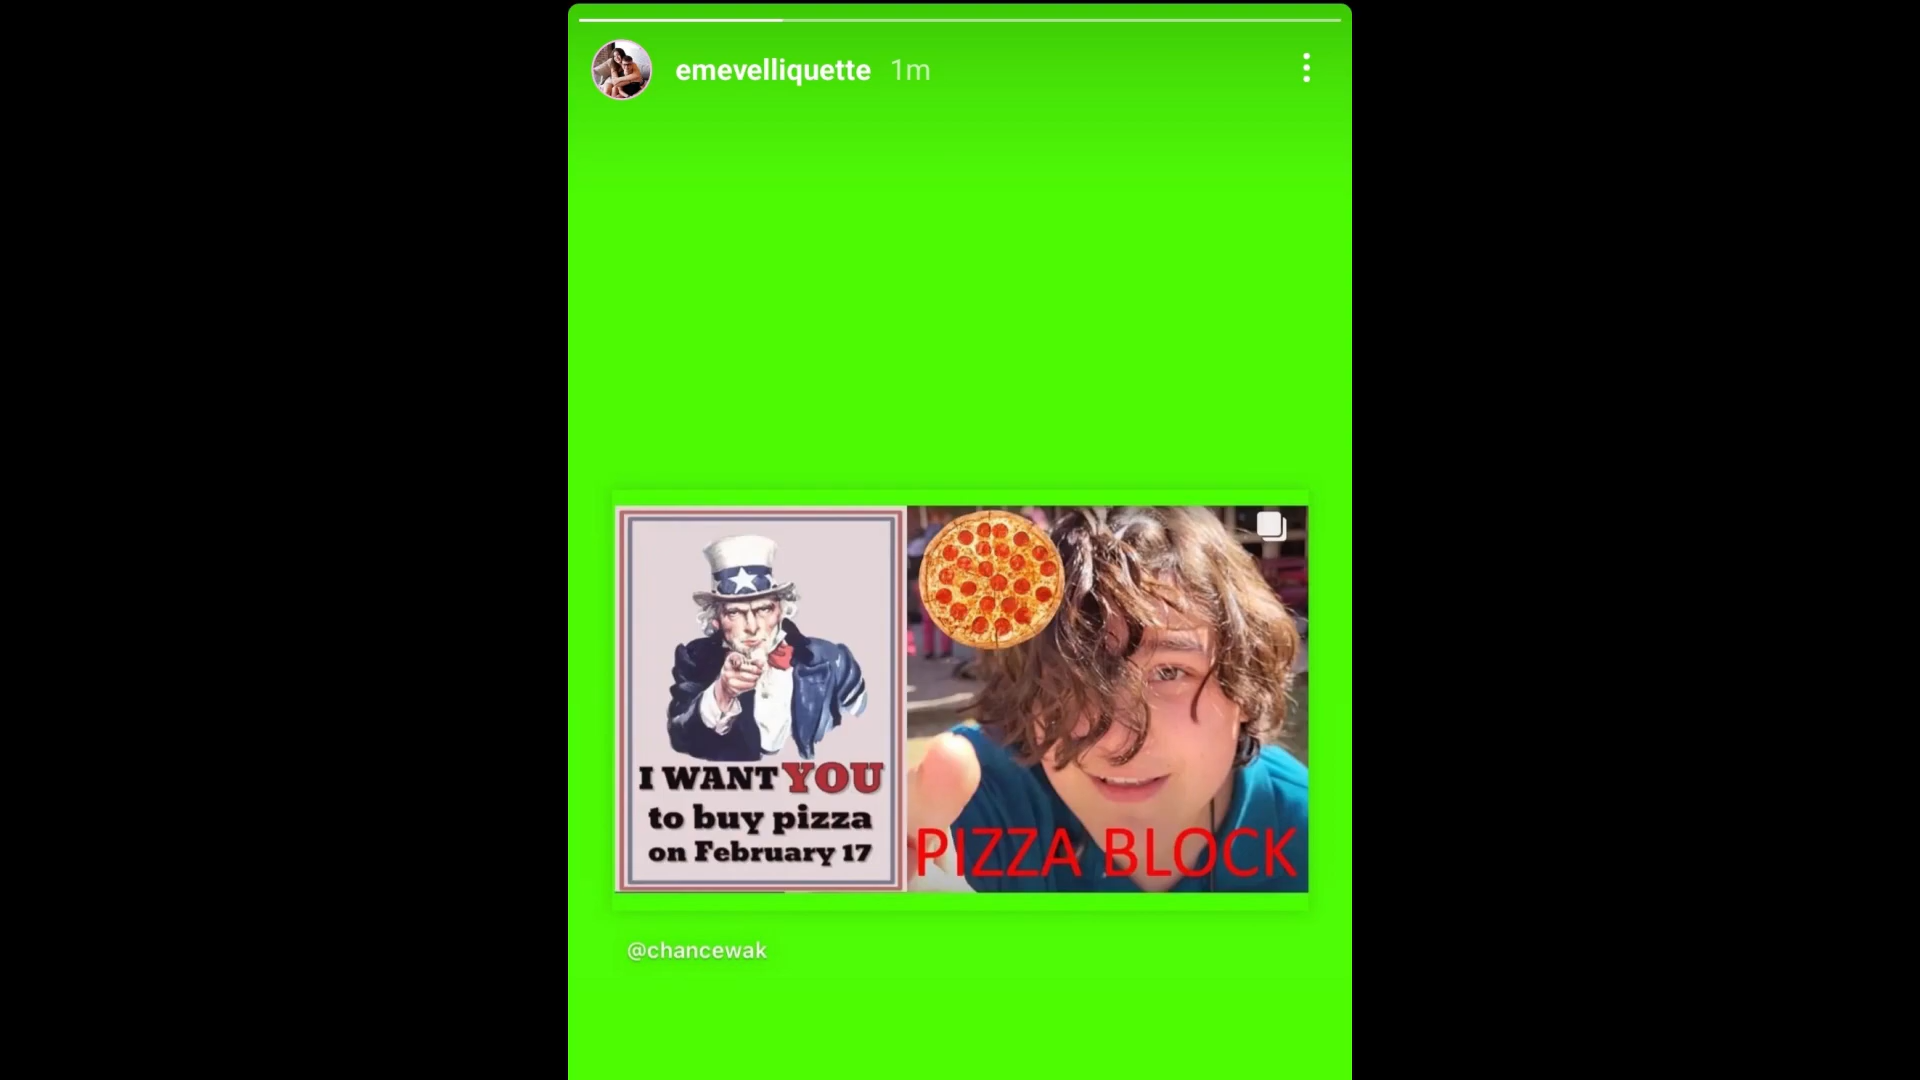 emevelliquette 1m
I WANT YOU
to buy pizza
on February 17
PIZZA BLOCK
@chancewak